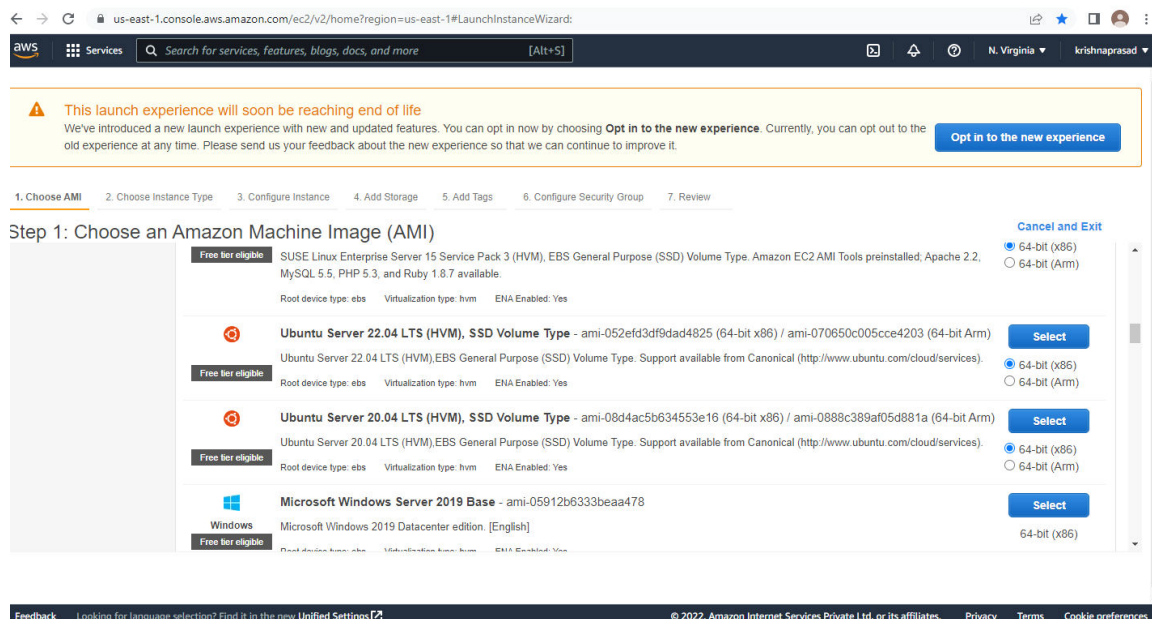 us-east-1.console.aws.amazon.com/ec2/v2/home?region=us-east-1#LaunchInstanceWizard:
aws Services Search for services, features, blogs, docs, and more [Alt+S] N. Virginia krishnaprasad
This launch experience will soon be reaching end of life
We've introduced a new launch experience with new and updated features. You can opt in now by choosing Opt in to the new experience. Currently, you can opt out to the
old experience at any time. Please send us your feedback about the new experience so that we can continue to improve it.
Opt in to the new experience
1. Choose AMI 2. Choose Instance Type 3. Configure Instance 4. Add Storage 5. Add Tags 6. Configure Security Group 7. Review
Step 1: Choose an Amazon Machine Image (AMI)
Cancel and Exit
Free tier eligible
SUSE Linux Enterprise Server 15 Service Pack 3 (HVM), EBS General Purpose (SSD) Volume Type. Amazon EC2 AMI Tools preinstalled; Apache 2.2,
MySQL 5.5, PHP 5.3, and Ruby 1.8.7 available.
Root device type: ebs Virtualization type: hvm ENA Enabled: Yes
64-bit (x86)
64-bit (Arm)
Ubuntu Server 22.04 LTS (HVM), SSD Volume Type - ami-052efd3df9dad4825 (64-bit x86) / ami-070650c005cce4203 (64-bit Arm)
Select
Ubuntu Server 22.04 LTS (HVM),EBS General Purpose (SSD) Volume Type. Support available from Canonical (http://www.ubuntu.com/cloud/services).
64-bit (x86)
Free tier eligible
Root device type: ebs Virtualization type: hvm ENA Enabled: Yes
64-bit (Arm)
Ubuntu Server 20.04 LTS (HVM), SSD Volume Type - ami-08d4ac5b634553e16 (64-bit x86) / ami-0888c389af05d881a (64-bit Arm)
Select
Ubuntu Server 20.04 LTS (HVM),EBS General Purpose (SSD) Volume Type. Support available from Canonical (http://www.ubuntu.com/cloud/services).
64-bit (x86)
Free tier eligible
Root device type: ebs Virtualization type: hvm ENA Enabled: Yes
64-bit (Arm)
Microsoft Windows Server 2019 Base - ami-05912b6333beaa478
Select
Windows
Microsoft Windows 2019 Datacenter edition. [English]
64-bit (x86)
Free tier eligible
Root device type: ebs Virtualization type: hvm ENA Enabled: Yes
Feedback Looking for language selection? Find it in the new Unified Settings © 2022, Amazon Internet Services Private Ltd. or its affiliates. Privacy Terms Cookie preferences